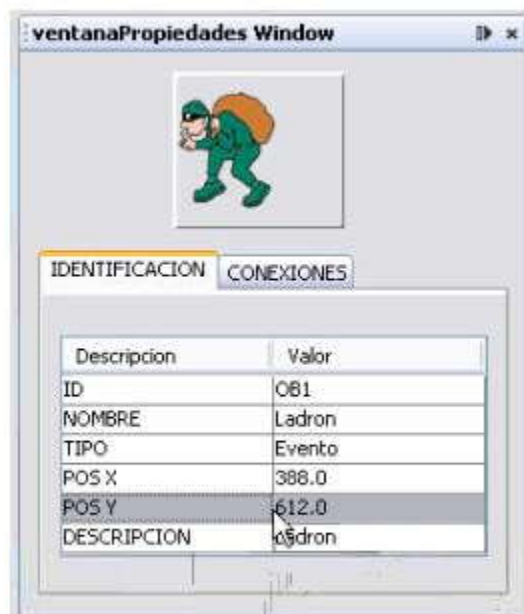 ventanaPropiedades Window
IDENTIFICACION CONEXIONES
Descripcion Valor
ID OB1
NOMBRE Ladron
TIPO Evento
POS X 388.0
POS Y 612.0
DESCRIPCION